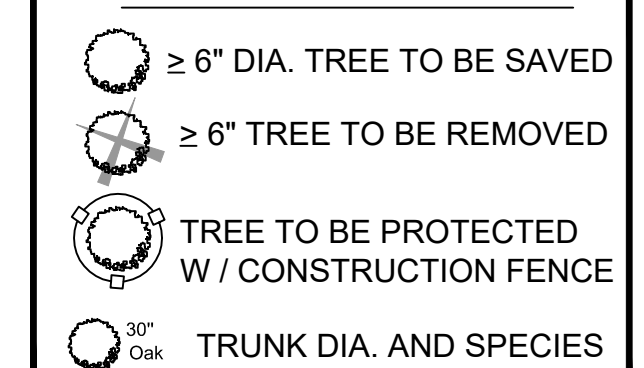 ≥ 6" DIA. TREE TO BE SAVED
≥ 6" TREE TO BE REMOVED
TREE TO BE PROTECTED
W / CONSTRUCTION FENCE
30"
Oak
TRUNK DIA. AND SPECIES